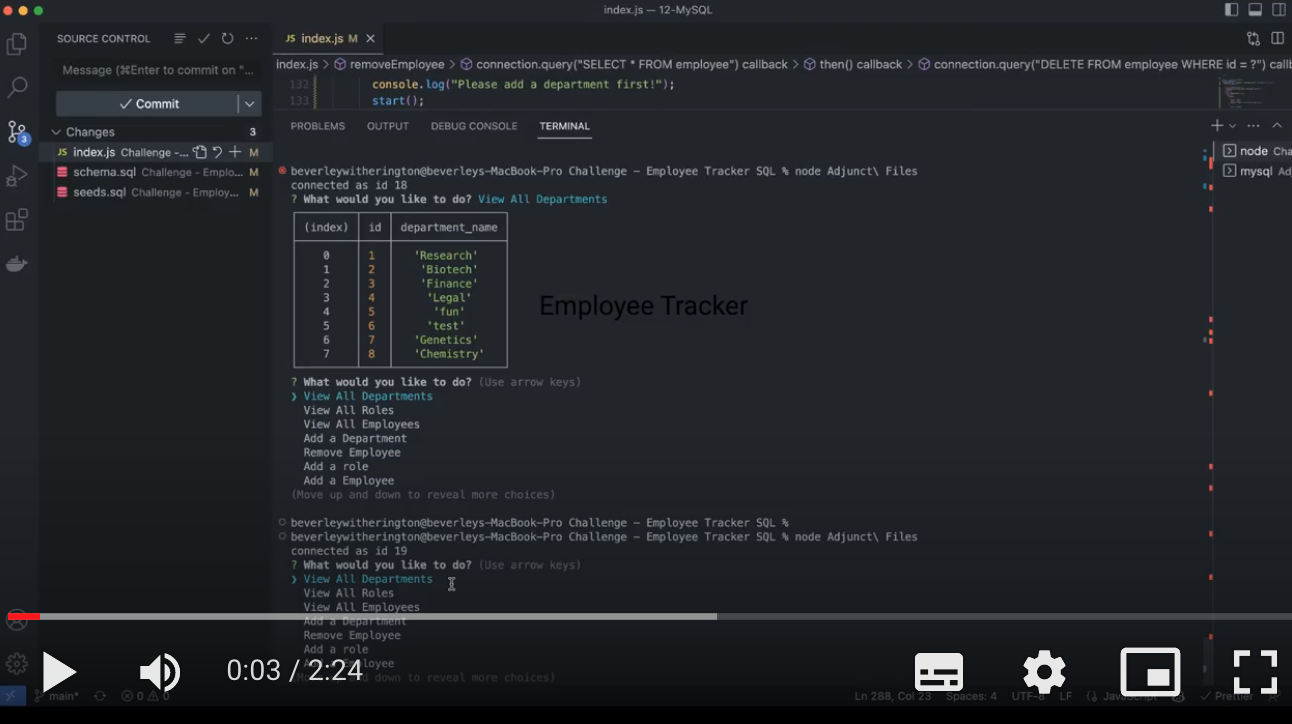 index.js — 12-MySQL
SOURCE CONTROL
Message (⌘Enter to commit on "...
Commit
Changes 3
JS index.js Challenge -... M
schema.sql Challenge - Emplo... M
seeds.sql Challenge - Employ... M
JS index.js M
index.js > removeEmployee > connection.query("SELECT * FROM employee") callback > then() callback > connection.query("DELETE FROM employee WHERE id = ?") callb
132 console.log("Please add a department first!");
133 start();
PROBLEMS OUTPUT DEBUG CONSOLE TERMINAL
node Cha
mysql Ad
beverleywitherington@beverleys-MacBook-Pro Challenge - Employee Tracker SQL % node Adjunct\ Files
connected as id 18
? What would you like to do? View All Departments
(index) id department_name
0 1 'Research'
1 2 'Biotech'
2 3 'Finance'
3 4 'Legal'
4 5 'fun'
5 6 'test'
6 7 'Genetics'
7 8 'Chemistry'
Employee Tracker
? What would you like to do? (Use arrow keys)
❯ View All Departments
View All Roles
View All Employees
Add a Department
Remove Employee
Add a role
Add a Employee
(Move up and down to reveal more choices)
beverleywitherington@beverleys-MacBook-Pro Challenge - Employee Tracker SQL %
beverleywitherington@beverleys-MacBook-Pro Challenge - Employee Tracker SQL % node Adjunct\ Files
connected as id 19
? What would you like to do? (Use arrow keys)
❯ View All Departments
View All Roles
View All Employees
Add a Department
Remove Employee
Add a role
Add a Employee
(Move up and down to reveal more choices)
0:03 / 2:24
main* 0 0 Ln 288, Col 23 Spaces: 4 UTF-8 LF {} JavaScript Prettier
3